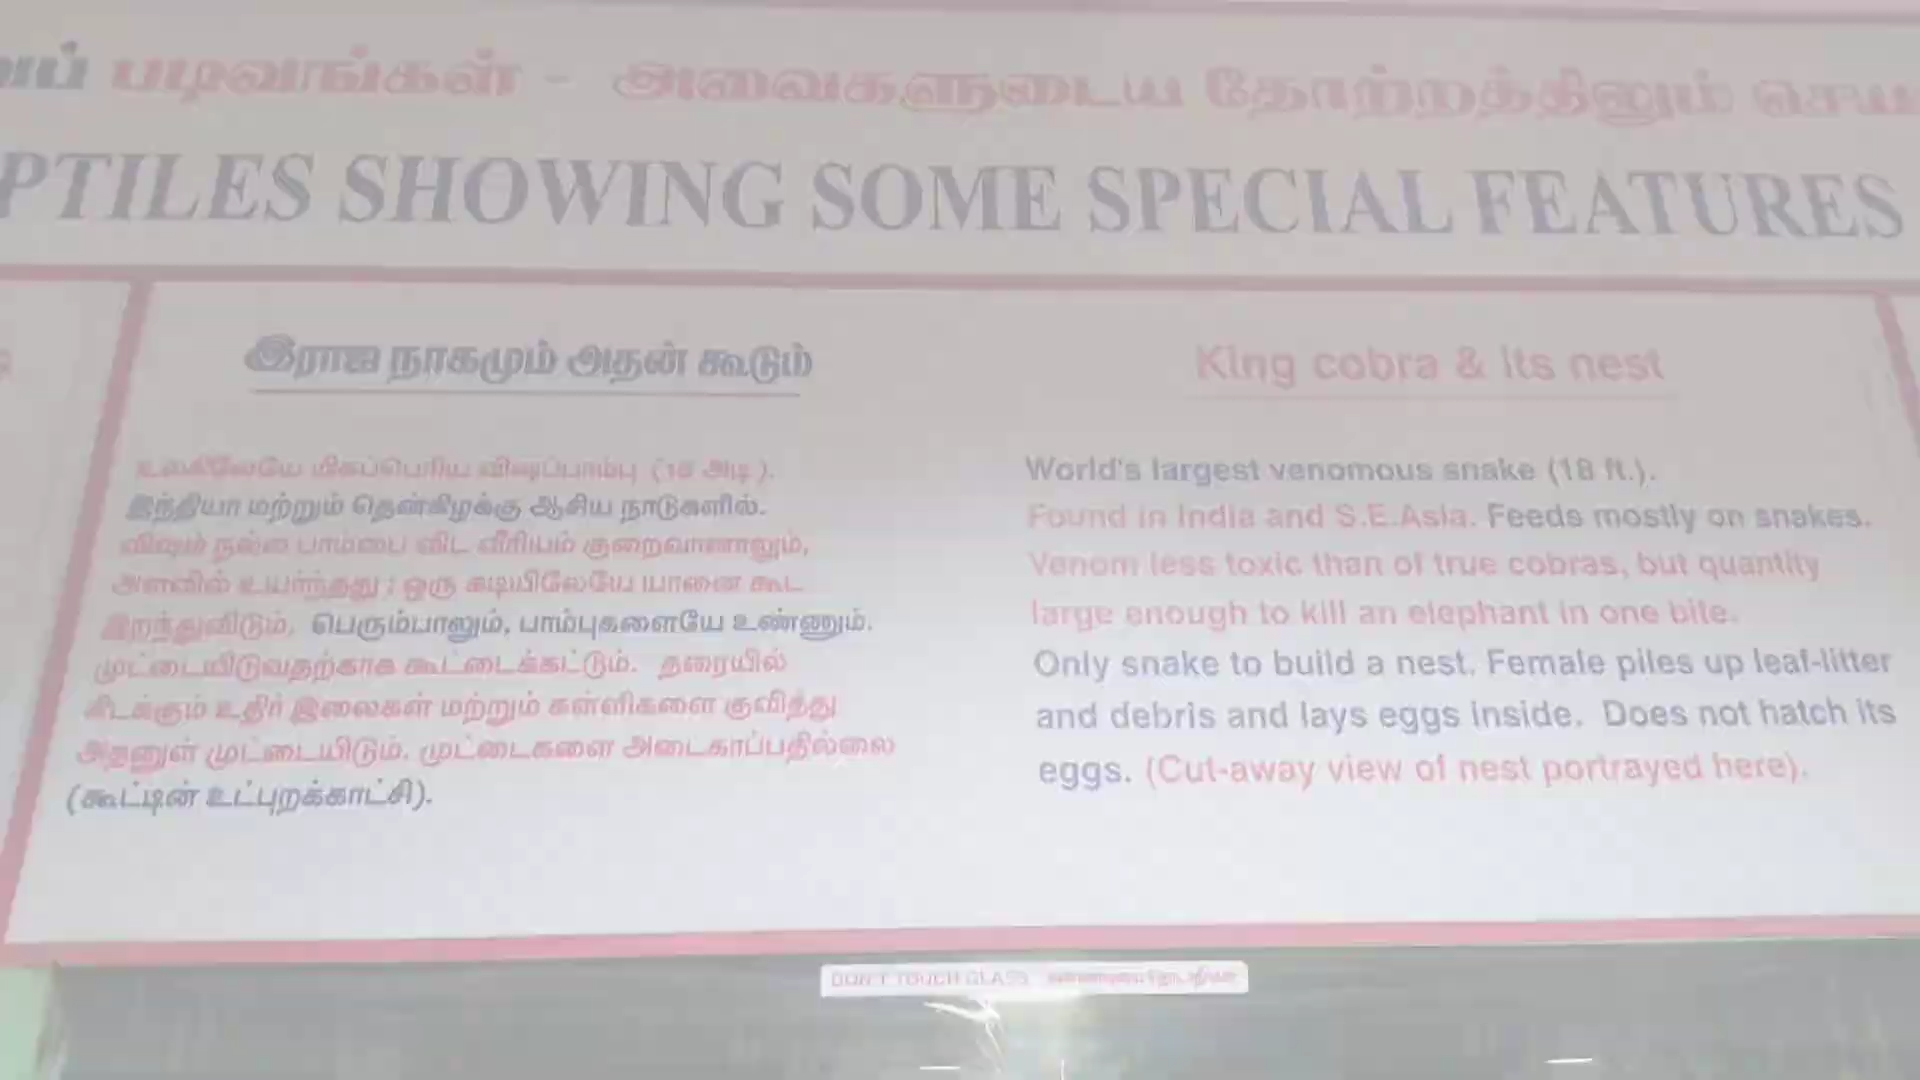 படிவங்கள் - அவைகளுடைய தோற்றத்திலும்
PTILES SHOWING SOME SPECIAL FEATURES
இராஜ நாகமும் அதன் கூடும்
உலகிலேயே மிகப்பெரிய விஷப்பாம்பு (18 அடி).
இந்தியா மற்றும் தென்கிழக்கு ஆசிய நாடுகளில்.
விஷம் நல்ல பாம்பை விட வீரியம் குறைவானாலும்,
அளவில் உயர்ந்தது ; ஒரு கடியிலேயே யானை கூட
இறந்துவிடும், பெரும்பாலும், பாம்புகளையே உண்ணும்.
முட்டையிடுவதற்காக கூட்டைக்கட்டும். தரையில்
கிடக்கும் உதிர் இலைகள் மற்றும் சுள்ளிகளை குவித்து
அதனுள் முட்டையிடும். முட்டைகளை அடைகாப்பதில்லை
(கூட்டின் உட்புறக்காட்சி).
King cobra & its nest
World's largest venomous snake (18 ft.).
Found in India and S.E.Asia. Feeds mostly on snakes.
Venom less toxic than of true cobras, but quantity
large enough to kill an elephant in one bite.
Only snake to build a nest. Female piles up leaf-litter
and debris and lays eggs inside. Does not hatch its
eggs. (Cut-away view of nest portrayed here).
DON'T TOUCH GLASS